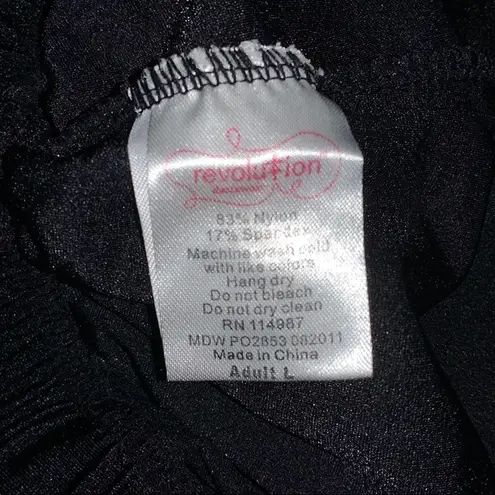 revolution
dancewear
83% Nylon
17% Spandex
Machine wash cold
with like colors
Hang dry
Do not bleach
Do not dry clean
RN 114967
MDW PO2853 082011
Made in China
Adult L